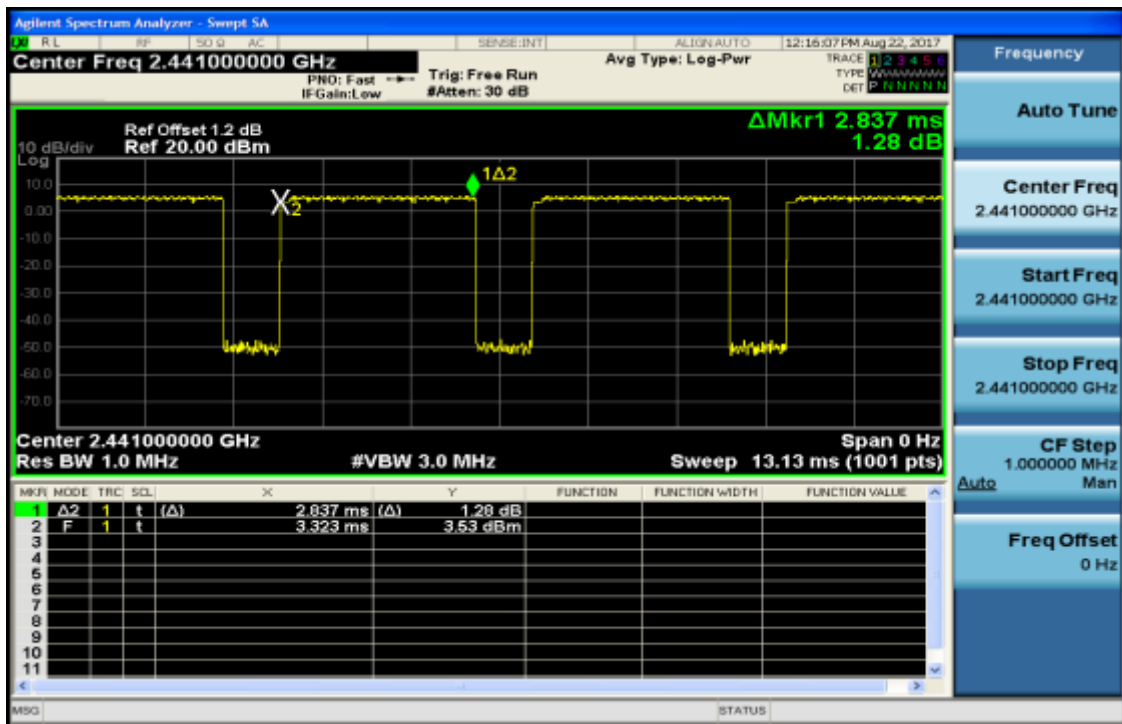 Agilent Spectrum Analyzer - Swept SA
RL RF 50 Ω AC SENSE:INT ALIGNAUTO 12:16:07 PM Aug 22, 2017
Center Freq 2.441000000 GHz
PNO: Fast
IFGain:Low
Trig: Free Run
#Atten: 30 dB
Avg Type: Log-Pwr
TRACE 1 2 3 4 5 6
TYPE
DET P N N N N N
Ref Offset 1.2 dB
10 dB/div Ref 20.00 dBm
Log
ΔMkr1 2.837 ms
1.28 dB
10.0
0.00
-10.0
-20.0
-30.0
-40.0
-50.0
-60.0
-70.0
1Δ2
2
Center 2.441000000 GHz Span 0 Hz
Res BW 1.0 MHz #VBW 3.0 MHz Sweep 13.13 ms (1001 pts)
MKR MODE TRC SCL X Y FUNCTION FUNCTION WIDTH FUNCTION VALUE
1 Δ2 1 t (Δ) 2.837 ms (Δ) 1.28 dB
2 F 1 t 3.323 ms 3.53 dBm
3
4
5
6
7
8
9
10
11
MSG STATUS
Frequency
Auto Tune
Center Freq
2.441000000 GHz
Start Freq
2.441000000 GHz
Stop Freq
2.441000000 GHz
CF Step
1.000000 MHz
Auto Man
Freq Offset
0 Hz